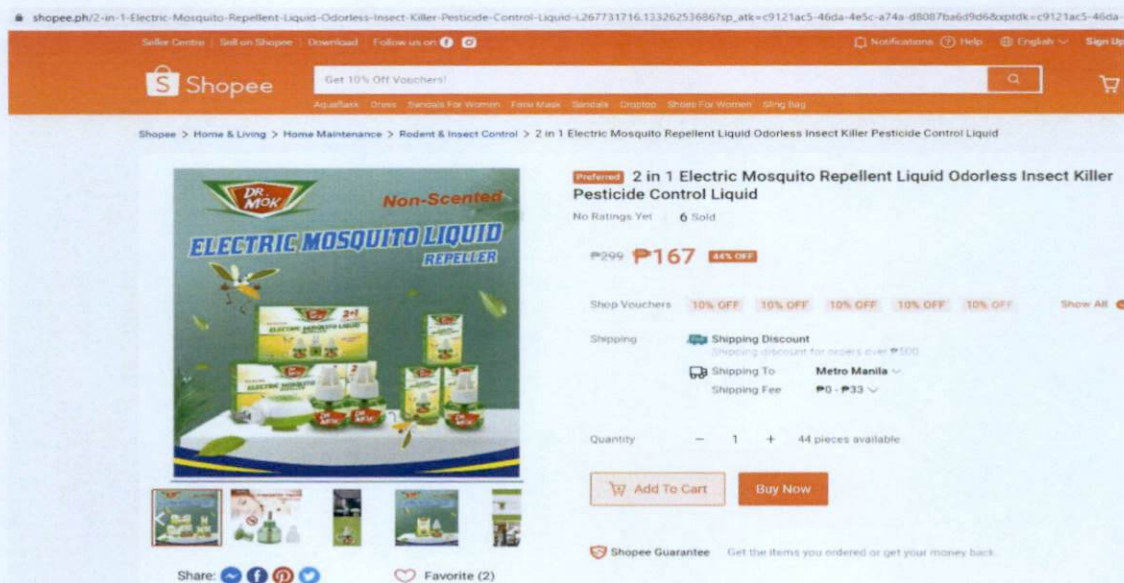 shopee.ph/2-in-1-Electric-Mosquito-Repellent-Liquid-Odorless-Insect-Killer-Pesticide-Control-Liquid-i.267731716.13326253686?sp_atk=c9121ac5-46da-4e5c-a74a-d8087ba6d9d6&xptdk=c9121ac5-46da-
Seller Centre Sell on Shopee Download Follow us on
Notifications Help English Sign Up
Shopee
Get 10% Off Vouchers!
Aquaflask Dress Sandals For Women Face Mask Sandals Shoes For Women Sling Bag
Shopee > Home & Living > Home Maintenance > Rodent & Insect Control > 2 in 1 Electric Mosquito Repellent Liquid Odorless Insect Killer Pesticide Control Liquid
DR. MOK
Non-Scented
ELECTRIC MOSQUITO LIQUID
REPELLER
Preferred 2 in 1 Electric Mosquito Repellent Liquid Odorless Insect Killer
Pesticide Control Liquid
No Ratings Yet 6 Sold
₱299 ₱167 44% OFF
Shop Vouchers 10% OFF 10% OFF 10% OFF 10% OFF 10% OFF Show All
Shipping Shipping Discount
Shipping discount for orders over ₱500
Shipping To Metro Manila
Shipping Fee ₱0 - ₱33
Quantity − 1 + 44 pieces available
Add To Cart Buy Now
Shopee Guarantee Get the items you ordered or get your money back.
Share: Favorite (2)